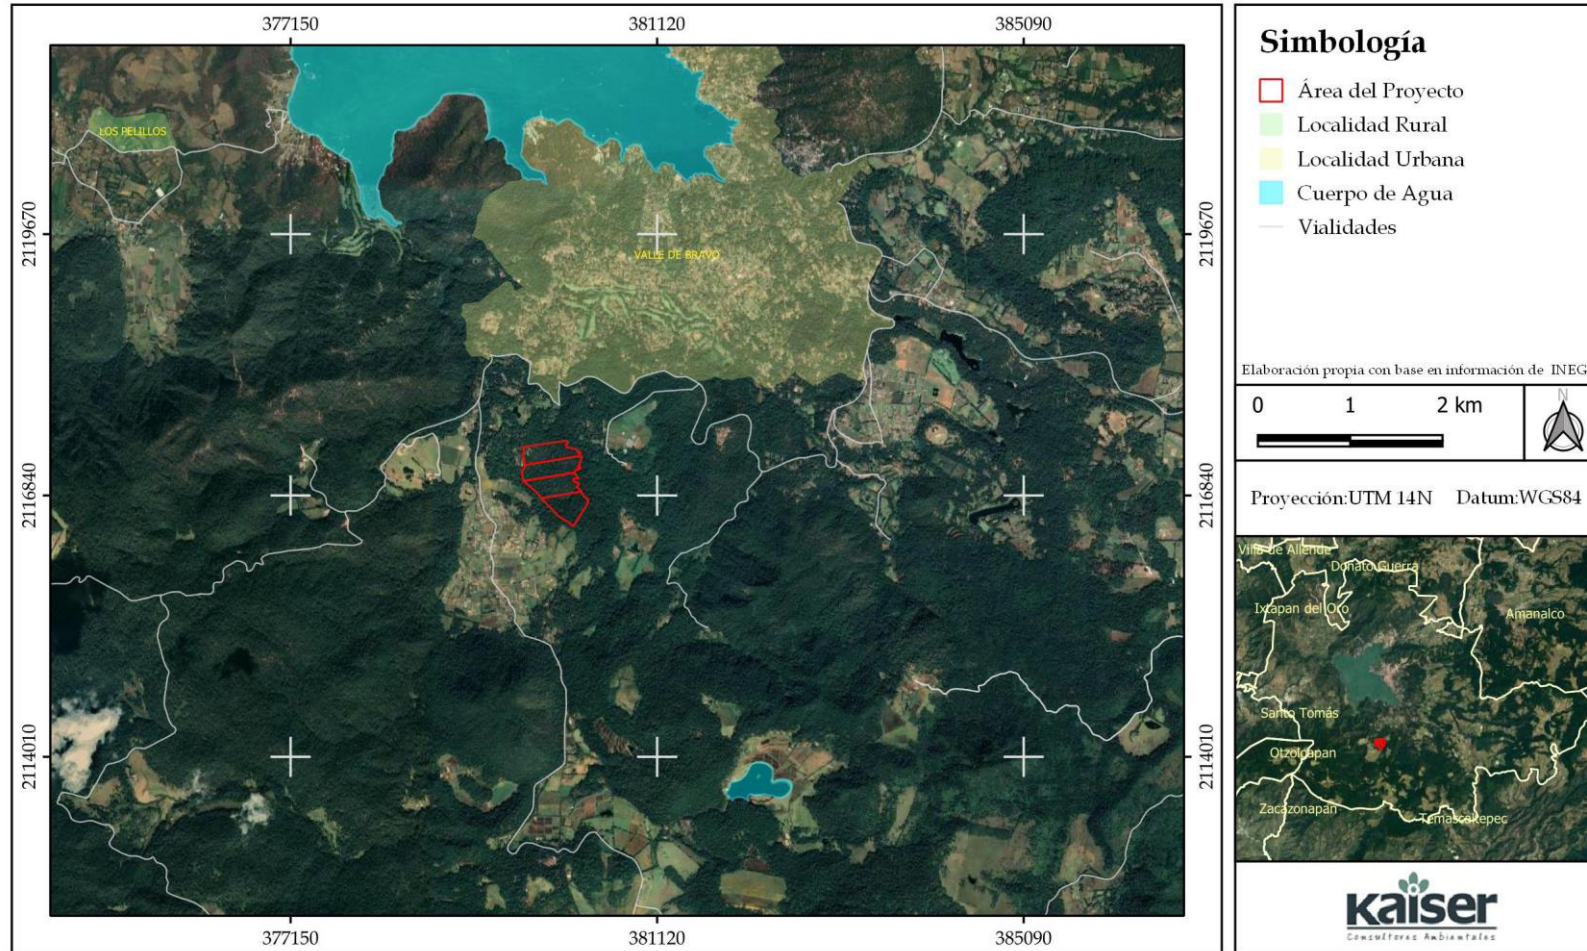 377150
381120
385090
LOS PELILLOS
2119670
2119670
VALLE DE BRAVO
2116840
2116840
2114010
2114010
377150
381120
385090
Simbología
Área del Proyecto
Localidad Rural
Localidad Urbana
Cuerpo de Agua
Vialidades
Elaboración propia con base en información de INEG
0 1 2 km
N
Proyección:UTM 14N Datum:WGS84
Villa de Allende
Donato Guerra
Ixtapan del Oro
Amanalco
Santo Tomás
Otzoloapan
Zacazonapan
Temascaltepec
kaiser
Consultores Ambientales